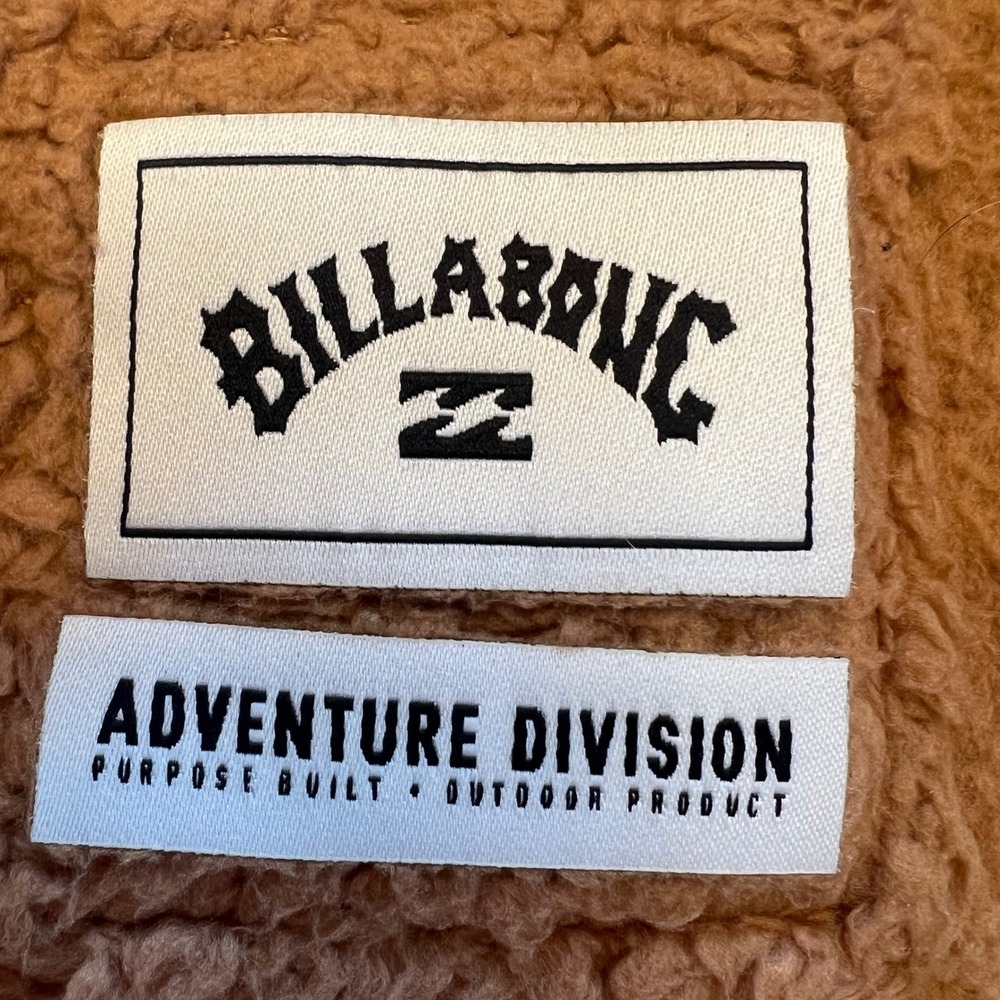 BILLABONG
ADVENTURE DIVISION
PURPOSE BUILT • OUTDOOR PRODUCT